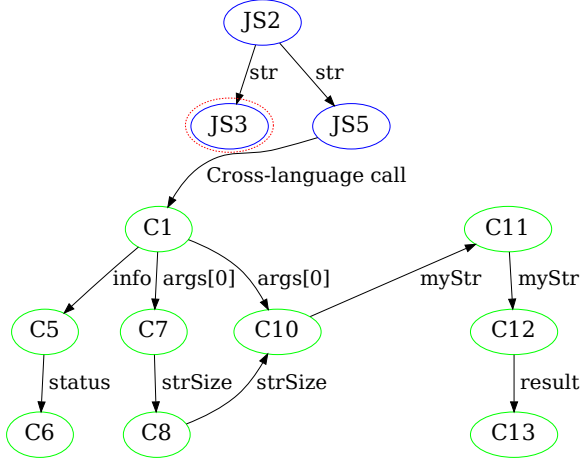 JS2
str
str
JS3
JS5
Cross-language call
C1
C11
info
args[0]
args[0]
myStr
myStr
C5
C7
C10
C12
status
strSize
strSize
result
C6
C8
C13